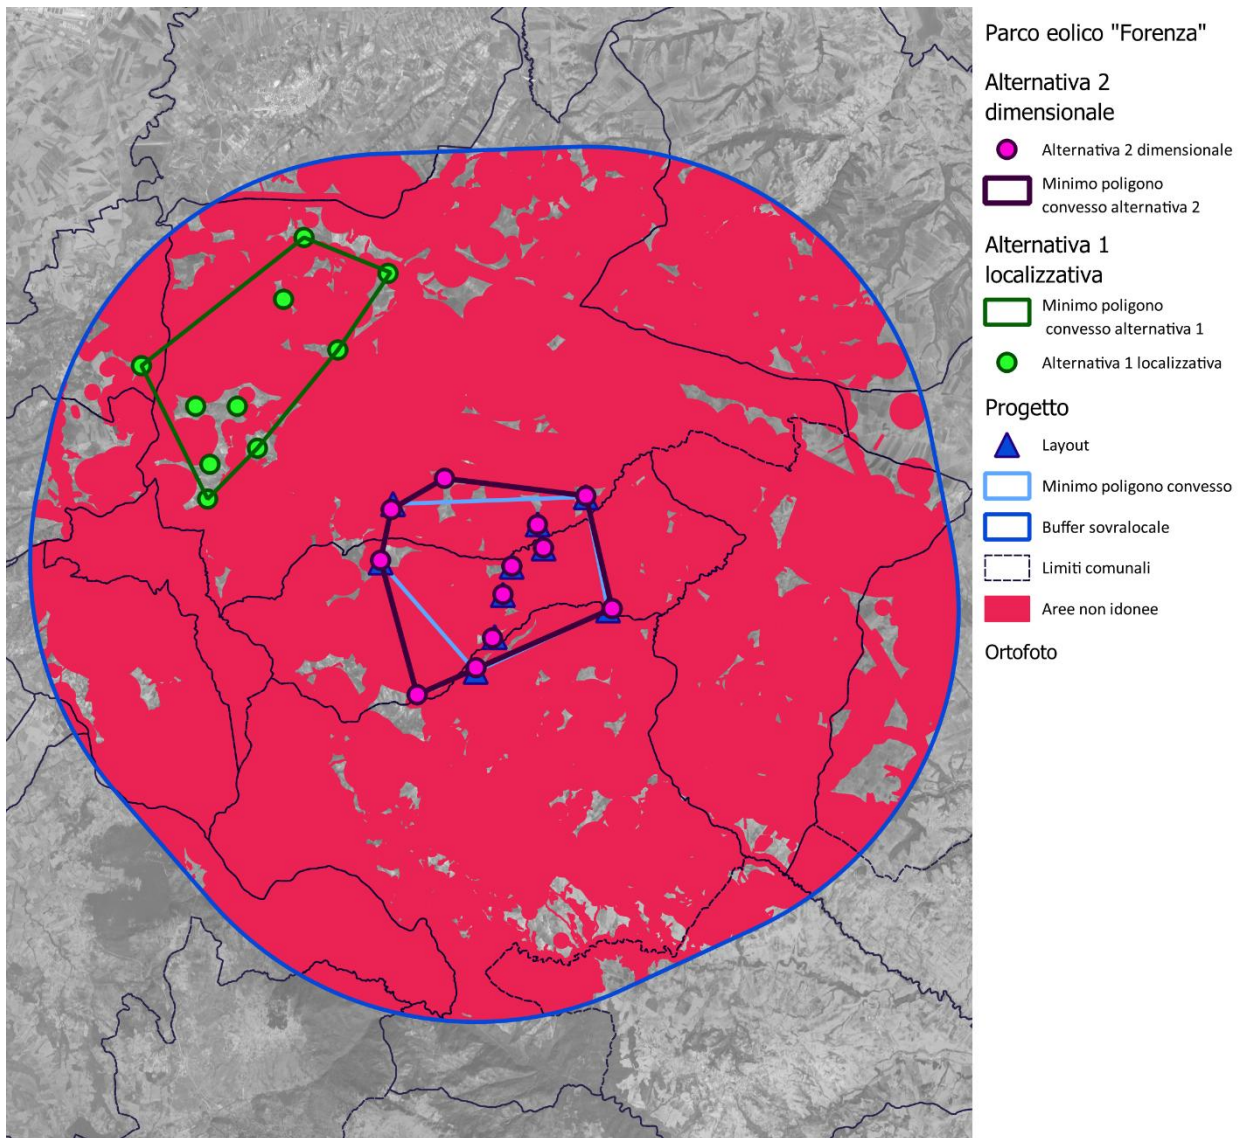 Parco eolico "Forenza"
Alternativa 2
dimensionale
Alternativa 2 dimensionale
Minimo poligono
convesso alternativa 2
Alternativa 1
localizzativa
Minimo poligono
convesso alternativa 1
Alternativa 1 localizzativa
Progetto
Layout
Minimo poligono convesso
Buffer sovralocale
Limiti comunali
Aree non idonee
Ortofoto